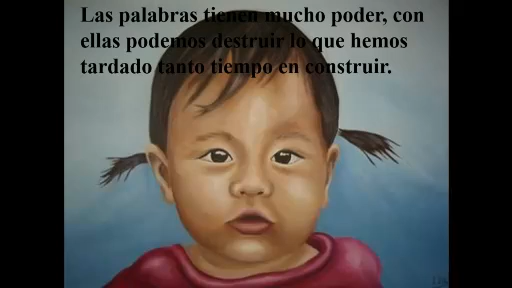 Las palabras tienen mucho poder, con
ellas podemos destruir lo que hemos
tardado tanto tiempo en construir.